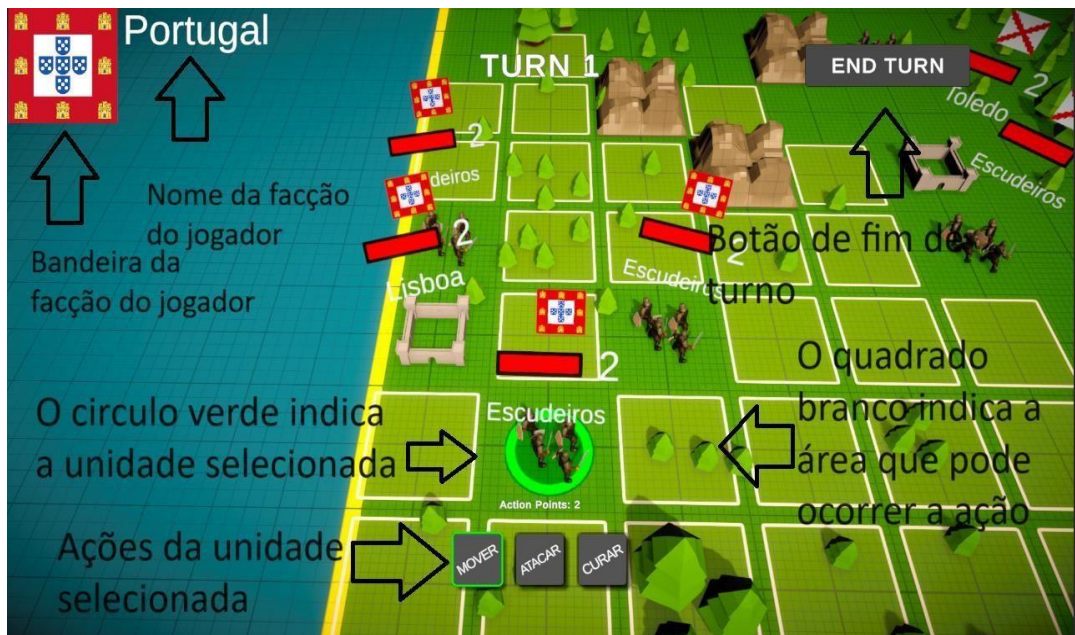 Portugal
TURN 1
END TURN
2
Toledo
2
deiros
Escudeiros
Nome da facção
do jogador
2
Bandeira da
facção do jogador
Lisboa
Escudeiros
2
Botão de fim de
turno
2
O quadrado
branco indica a
área que pode
ocorrer a ação
O circulo verde indica
a unidade selecionada
Escudeiros
Action Points: 2
Ações da unidade
selecionada
MOVER
ATACAR
CURAR